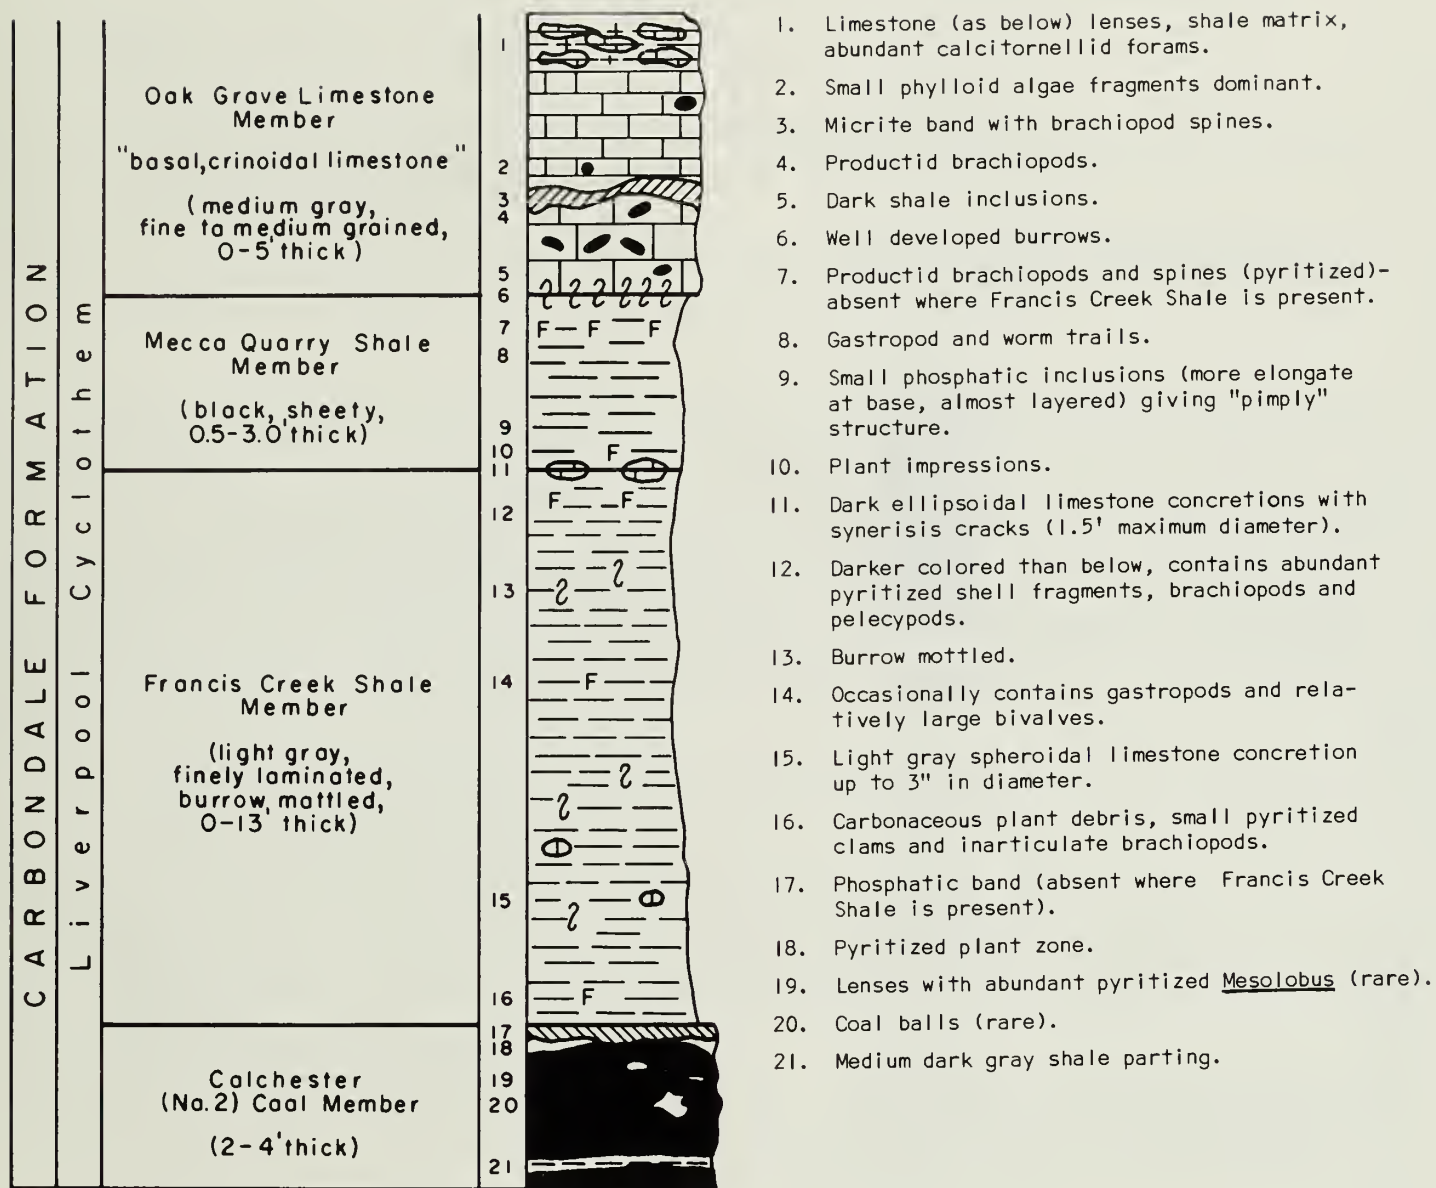 CARBONDALE FORMATION
Liverpool Cyclothem
Oak Grove Limestone
Member
"basal, crinoidal limestone"
(medium gray,
fine to medium grained,
0-5' thick)
Mecca Quarry Shale
Member
(black, sheety,
0.5-3.0' thick)
Francis Creek Shale
Member
(light gray,
finely laminated,
burrow mottled,
0-13' thick)
Colchester
(No. 2) Coal Member
(2-4' thick)
1
2
3
4
5
6
7
8
9
10
11
12
13
14
15
16
17
18
19
20
21
F F F
F
F F
F
F
1. Limestone (as below) lenses, shale matrix,
abundant calcitornellid forams.
2. Small phylloid algae fragments dominant.
3. Micrite band with brachiopod spines.
4. Productid brachiopods.
5. Dark shale inclusions.
6. Well developed burrows.
7. Productid brachiopods and spines (pyritized)-
absent where Francis Creek Shale is present.
8. Gastropod and worm trails.
9. Small phosphatic inclusions (more elongate
at base, almost layered) giving "pimply"
structure.
10. Plant impressions.
11. Dark ellipsoidal limestone concretions with
synerisis cracks (1.5' maximum diameter).
12. Darker colored than below, contains abundant
pyritized shell fragments, brachiopods and
pelecypods.
13. Burrow mottled.
14. Occasionally contains gastropods and rela-
tively large bivalves.
15. Light gray spheroidal limestone concretion
up to 3" in diameter.
16. Carbonaceous plant debris, small pyritized
clams and inarticulate brachiopods.
17. Phosphatic band (absent where Francis Creek
Shale is present).
18. Pyritized plant zone.
19. Lenses with abundant pyritized Mesolobus (rare).
20. Coal balls (rare).
21. Medium dark gray shale parting.